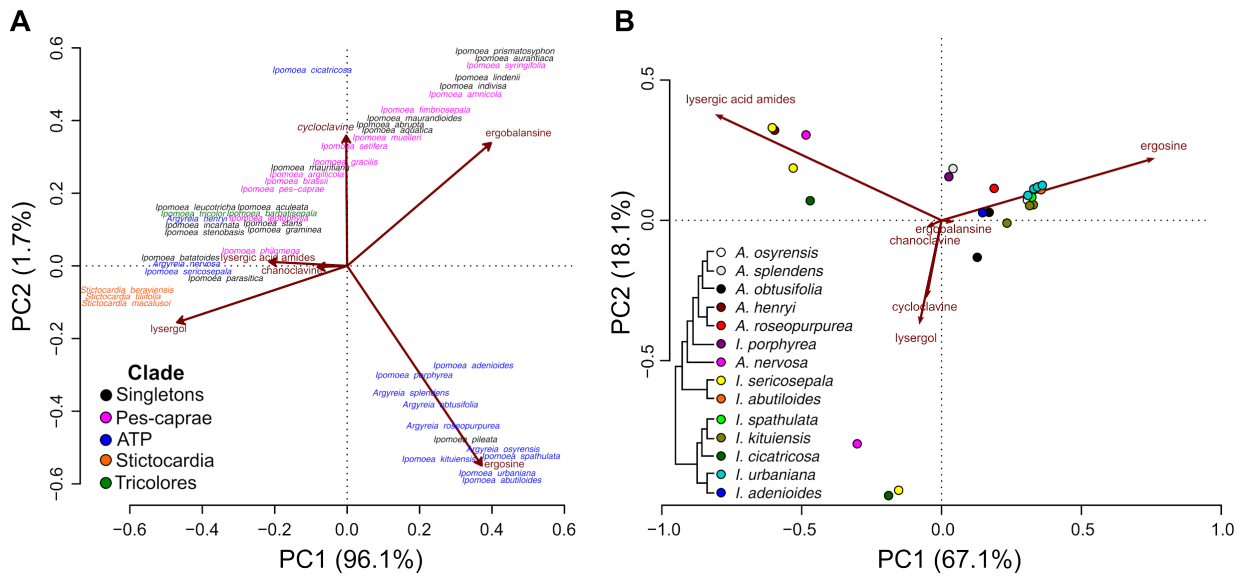 A
PC2 (1.7%)
0.6
0.4
0.2
0.0
−0.2
−0.4
−0.6
Ipomoea prismatosyphon
Ipomoea aurantiaca
Ipomoea syringifolia
Ipomoea cicatricosa
Ipomoea lindenii
Ipomoea indivisa
Ipomoea amnicola
Ipomoea fimbriosepala
Ipomoea maurandioides
cycloclavine
Ipomoea abrupta
Ipomoea aquatica
ergobalansine
Ipomoea muelleri
Ipomoea setifera
Ipomoea gracilis
Ipomoea mauritiana
Ipomoea argillicola
Ipomoea brassii
Ipomoea pes−caprae
Ipomoea leucotricha
Ipomoea aculeata
Ipomoea tricolor
Ipomoea barbatisepala
Argyreia henryi
Ipomoea leptophylla
Ipomoea incarnata
Ipomoea stans
Ipomoea stenobasis
Ipomoea graminea
Ipomoea philomega
Ipomoea batatoides
lysergic acid amides
Argyreia nervosa
chanoclavine
Ipomoea sericosepala
Ipomoea parasitica
Stictocardia beraviensis
Stictocardia tiliifolia
Stictocardia macalusoi
lysergol
Ipomoea adenioides
Ipomoea porphyrea
Argyreia splendens
Argyreia obtusifolia
Argyreia roseopurpurea
Ipomoea pileata
Argyreia osyrensis
Ipomoea spathulata
Ipomoea kituiensis
ergosine
Ipomoea urbaniana
Ipomoea abutiloides
Clade
Singletons
Pes-caprae
ATP
Stictocardia
Tricolores
−0.6
−0.4
−0.2
0.0
0.2
0.4
0.6
PC1 (96.1%)
B
PC2 (18.1%)
0.5
0.0
−0.5
lysergic acid amides
ergosine
ergobalansine
chanoclavine
cycloclavine
lysergol
A. osyrensis
A. splendens
A. obtusifolia
A. henryi
A. roseopurpurea
I. porphyrea
A. nervosa
I. sericosepala
I. abutiloides
I. spathulata
I. kituiensis
I. cicatricosa
I. urbaniana
I. adenioides
−1.0
−0.5
0.0
0.5
1.0
PC1 (67.1%)